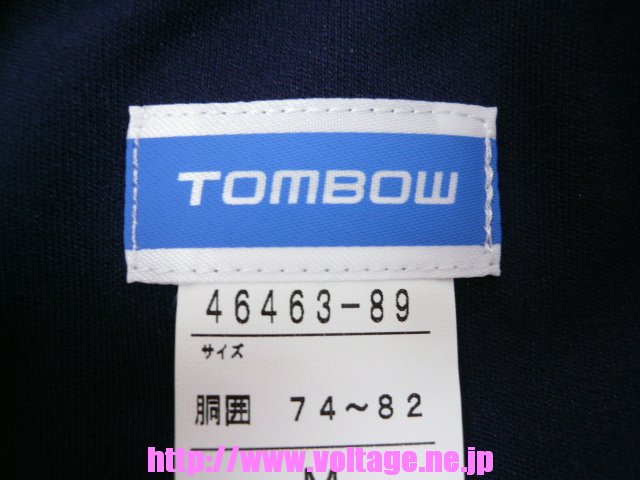 TOMBOW
46463-89
サイズ
胴囲 74~82
M
http://www.voltage.ne.jp